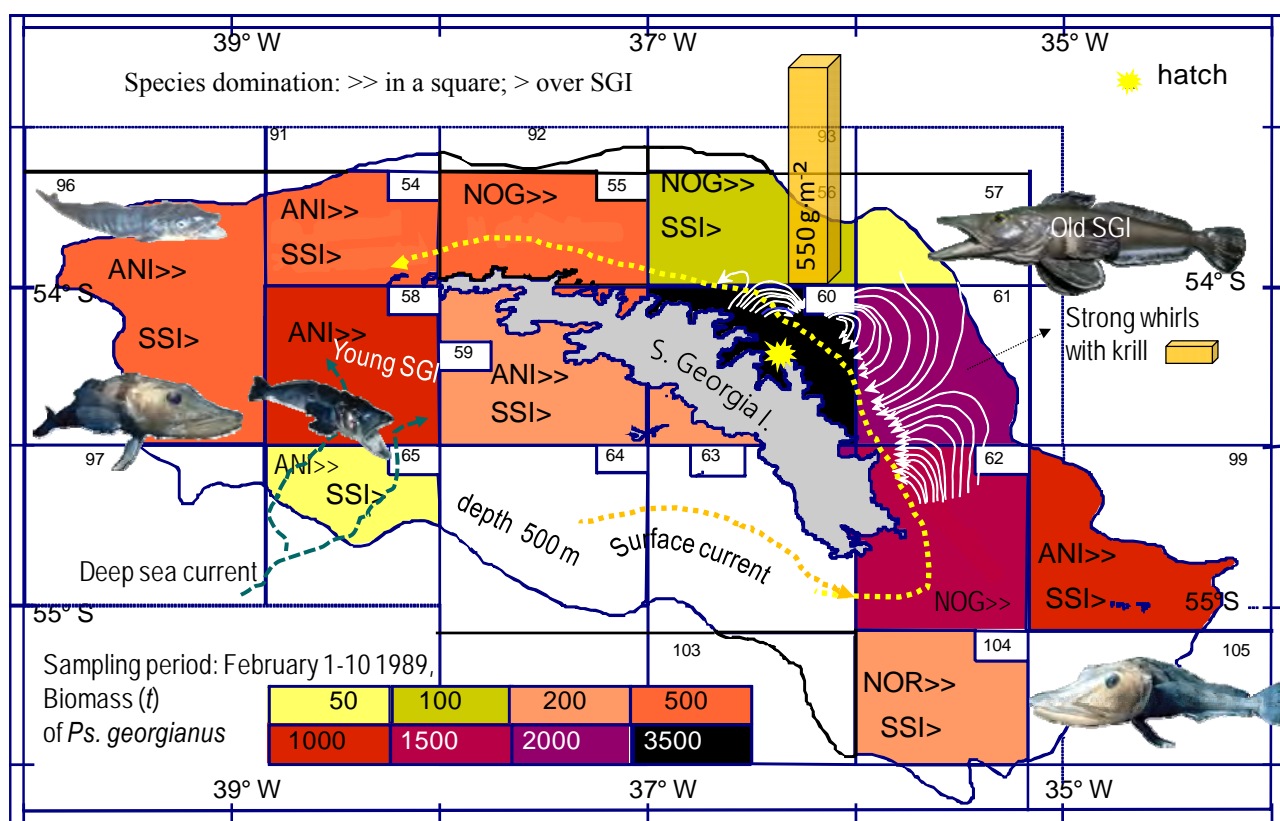 39° W
37° W
35° W
Species domination: >> in a square; > over SGI
hatch
91
92
93
96
54
55
56
57
550 g·m-2
ANI>>
SSI>
NOG>>
NOG>>
SSI>
Old SGI
ANI>>
SSI>
54° S
54° S
58
60
61
ANI>>
Young SGI
59
ANI>>
SSI>
S. Georgia I.
Strong whirls
with krill
97
65
64
63
62
99
ANI>>
SSI>
depth 500 m
Surface current
Deep sea current
ANI>>
SSI>
NOG>>
55° S
55° S
Sampling period: February 1-10 1989,
Biomass (t)
of Ps. georgianus
50
100
200
500
1000
1500
2000
3500
103
104
105
NOR>>
SSI>
39° W
37° W
35° W